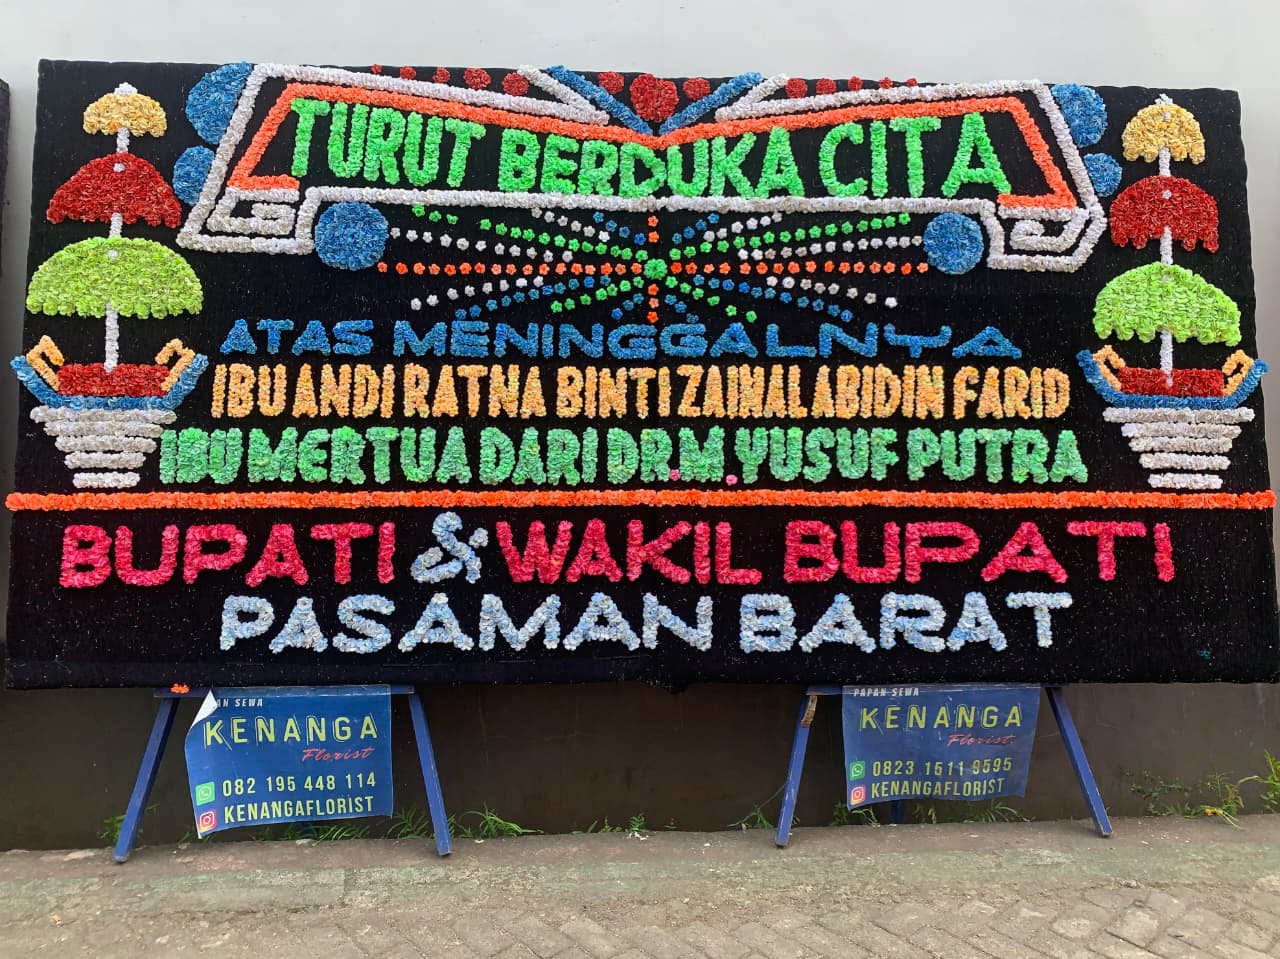 TURUT BERDUKA CITA
ATAS MENINGGALNYA
IBU ANDI RATNA BINTI ZAINAL ABIDIN FARID
IBU MERTUA DARI DR.M.YUSUF PUTRA
BUPATI & WAKIL BUPATI
PASAMAN BARAT
SEWA
KENANGA
Florist
082 195 448 114
KENANGAFLORIST
PAPAN SEWA
KENANGA
Florist
0823 1511 9595
KENANGAFLORIST